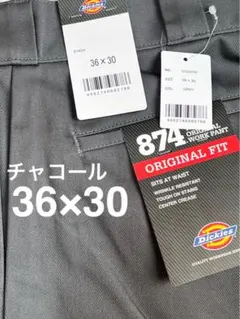 36×30
874
ORIGINAL
WORK PANT
ORIGINAL FIT
SITS AT WAIST
WRINKLE RESISTANT
TOUGH ON STAINS
CENTER CREASE
チャコール
36×30
Dickies